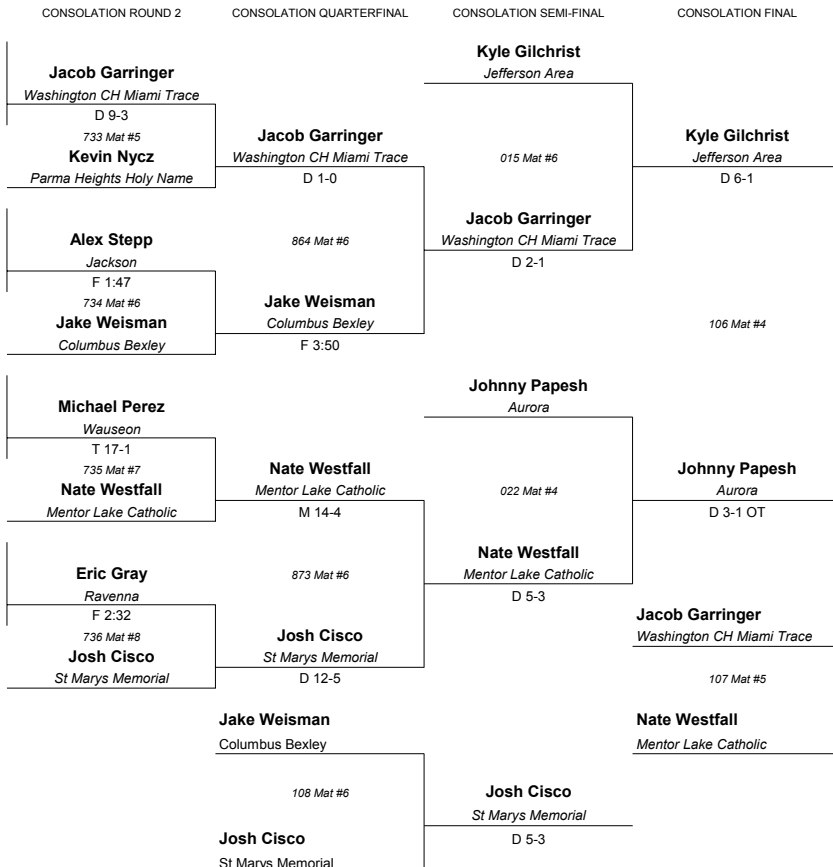 CONSOLATION ROUND 2
CONSOLATION QUARTERFINAL
CONSOLATION SEMI-FINAL
CONSOLATION FINAL
Jacob Garringer
Washington CH Miami Trace
D 9-3
733 Mat #5
Kevin Nycz
Parma Heights Holy Name
Alex Stepp
Jackson
F 1:47
734 Mat #6
Jake Weisman
Columbus Bexley
Michael Perez
Wauseon
T 17-1
735 Mat #7
Nate Westfall
Mentor Lake Catholic
Eric Gray
Ravenna
F 2:32
736 Mat #8
Josh Cisco
St Marys Memorial
Jacob Garringer
Washington CH Miami Trace
D 1-0
864 Mat #6
Jake Weisman
Columbus Bexley
F 3:50
Nate Westfall
Mentor Lake Catholic
M 14-4
873 Mat #6
Josh Cisco
St Marys Memorial
D 12-5
Jake Weisman
Columbus Bexley
108 Mat #6
Josh Cisco
St Marys Memorial
Kyle Gilchrist
Jefferson Area
015 Mat #6
Jacob Garringer
Washington CH Miami Trace
D 2-1
Johnny Papesh
Aurora
022 Mat #4
Nate Westfall
Mentor Lake Catholic
D 5-3
Josh Cisco
St Marys Memorial
D 5-3
Kyle Gilchrist
Jefferson Area
D 6-1
106 Mat #4
Johnny Papesh
Aurora
D 3-1 OT
Jacob Garringer
Washington CH Miami Trace
107 Mat #5
Nate Westfall
Mentor Lake Catholic